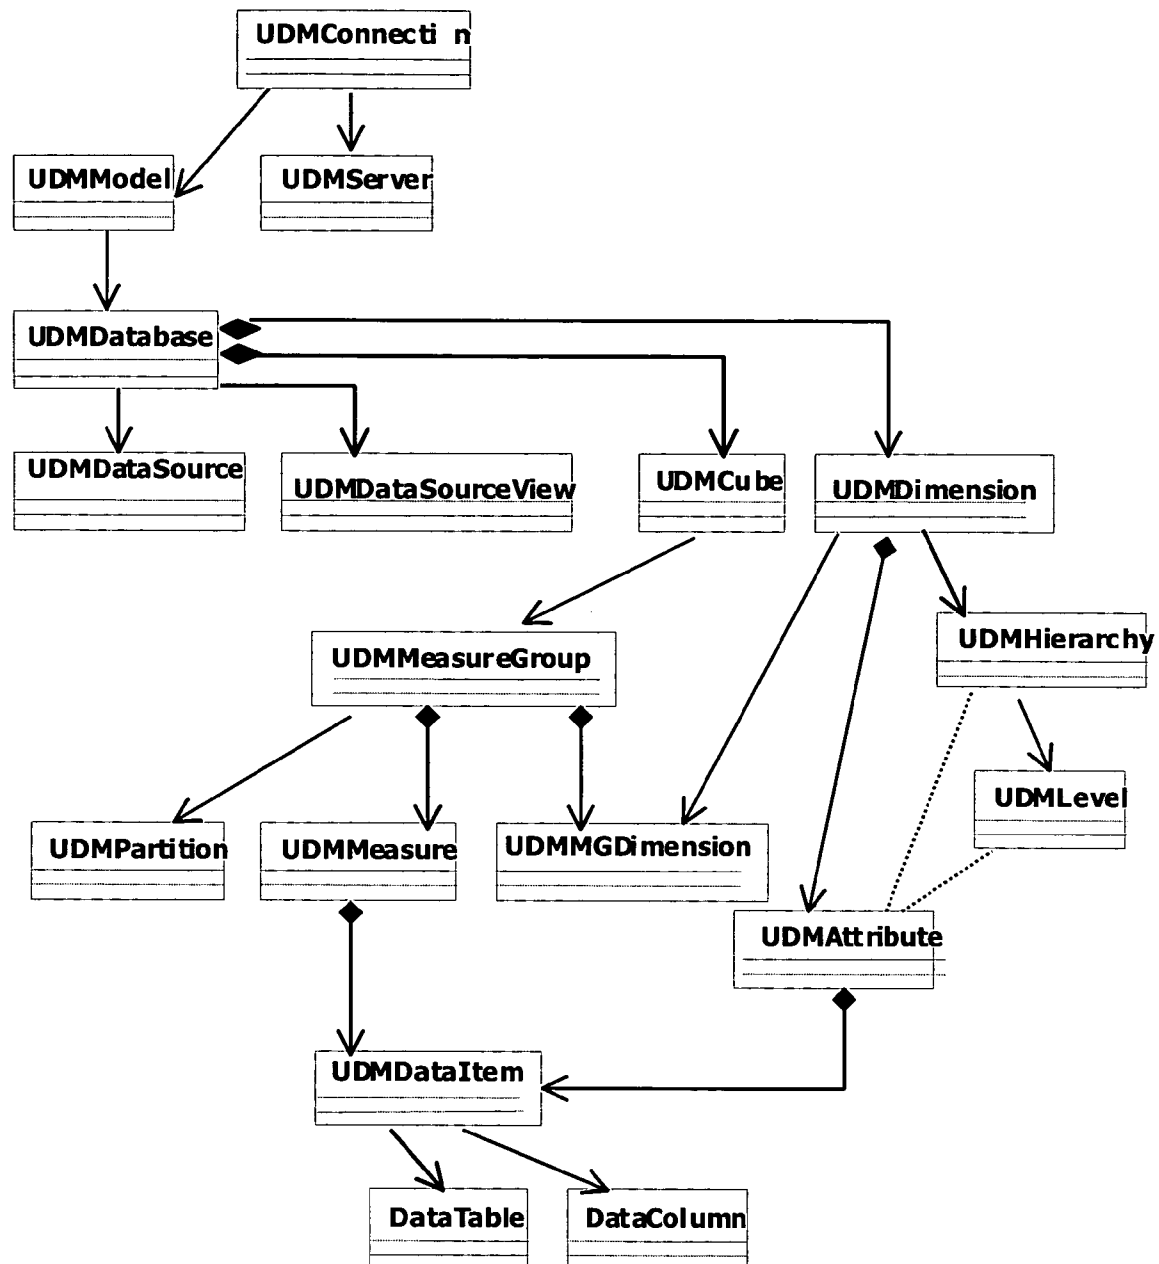 UDMConnecti n
UDMModel
UDMServer
UDMDatabase
UDMDataSource
UDMDataSourceView
UDMCube
UDMDimension
UDMMeasureGroup
UDMHierarchy
UDMLevel
UDMPartition
UDMMeasure
UDMMGDimension
UDMAttribute
UDMDataItem
DataTable
DataColumn